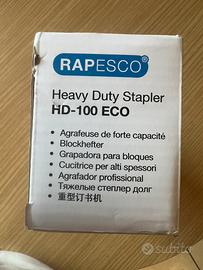 RAPESCO®
Heavy Duty Stapler
HD-100 ECO
• Agrafeuse de forte capacité
• Blockhefter
• Grapadora para bloques
• Cucitrice per alti spessori
• Agrafador profissional
• Тяжелые степлер долг
• 重型订书机
subito